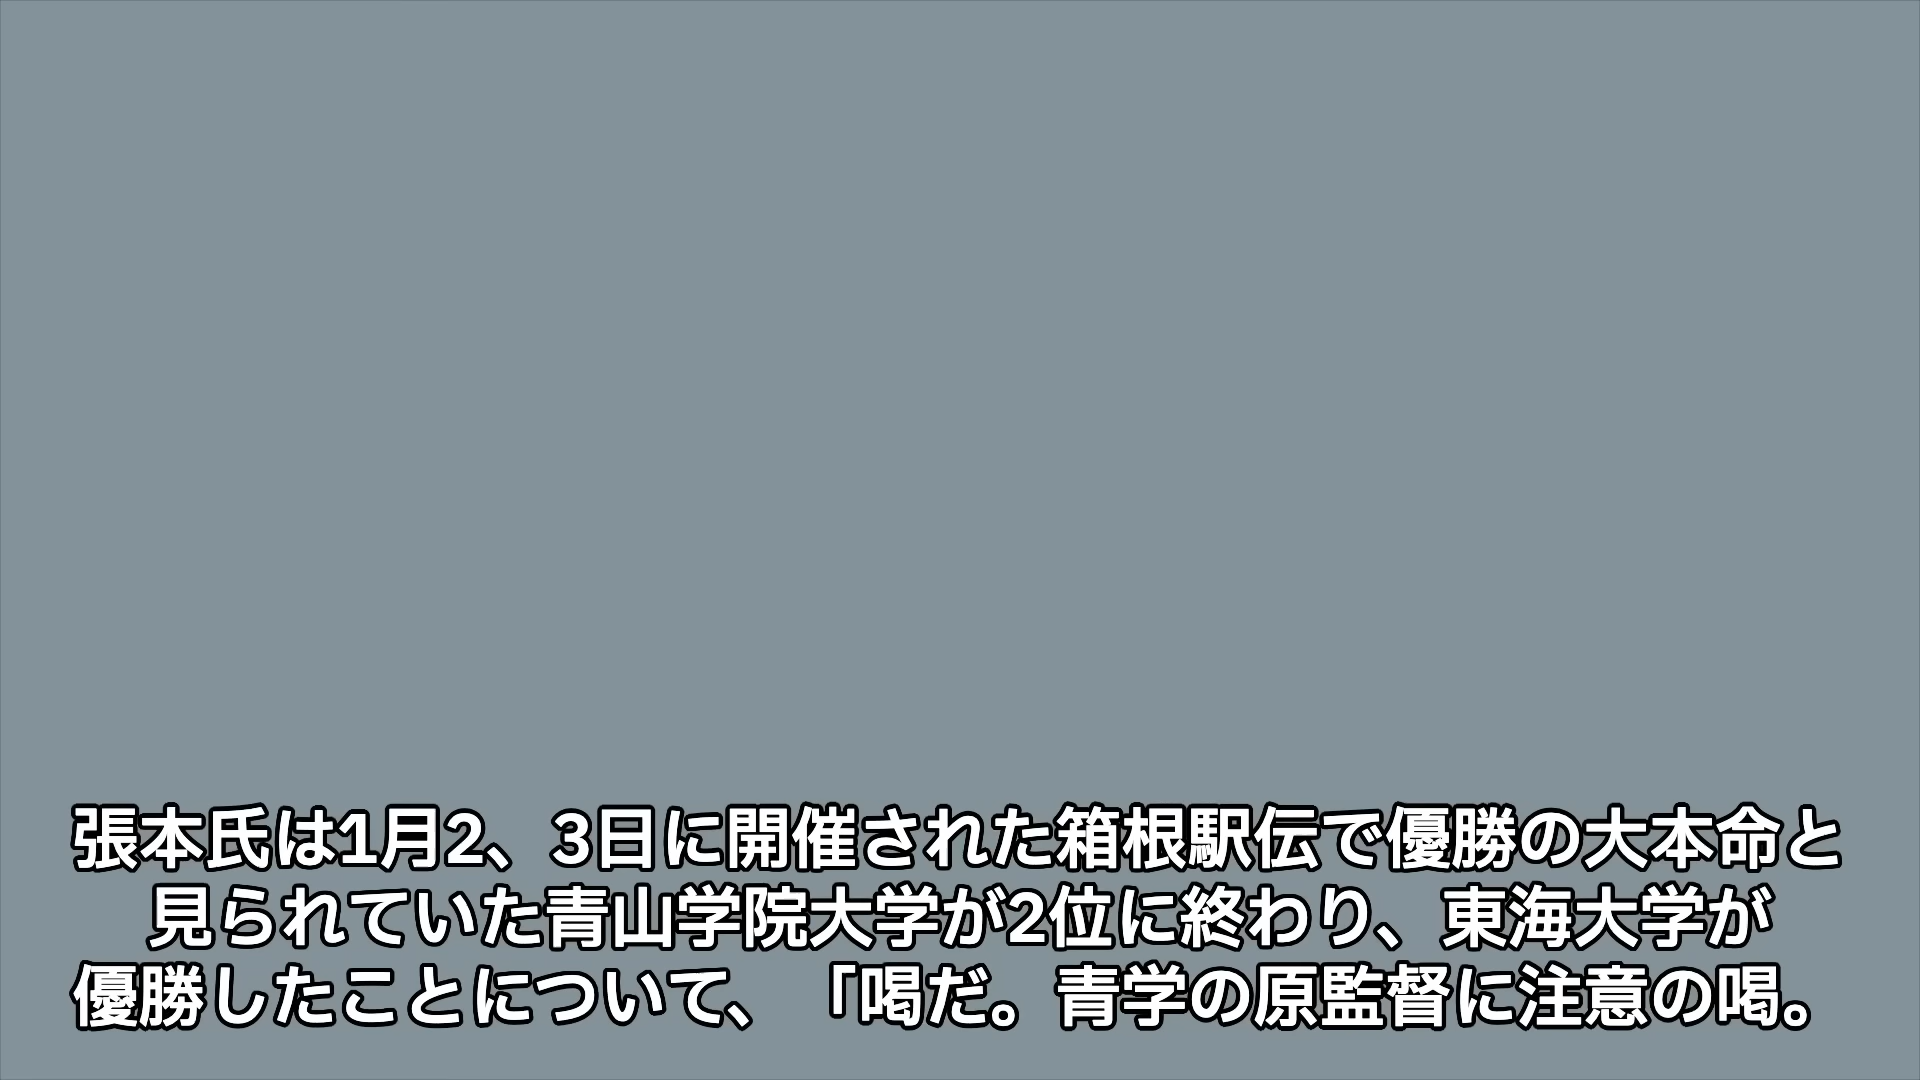 張本氏は1月2、3日に開催された箱根駅伝で優勝の大本命と
見られていた青山学院大学が2位に終わり、東海大学が
優勝したことについて、「喝だ。青学の原監督に注意の喝。